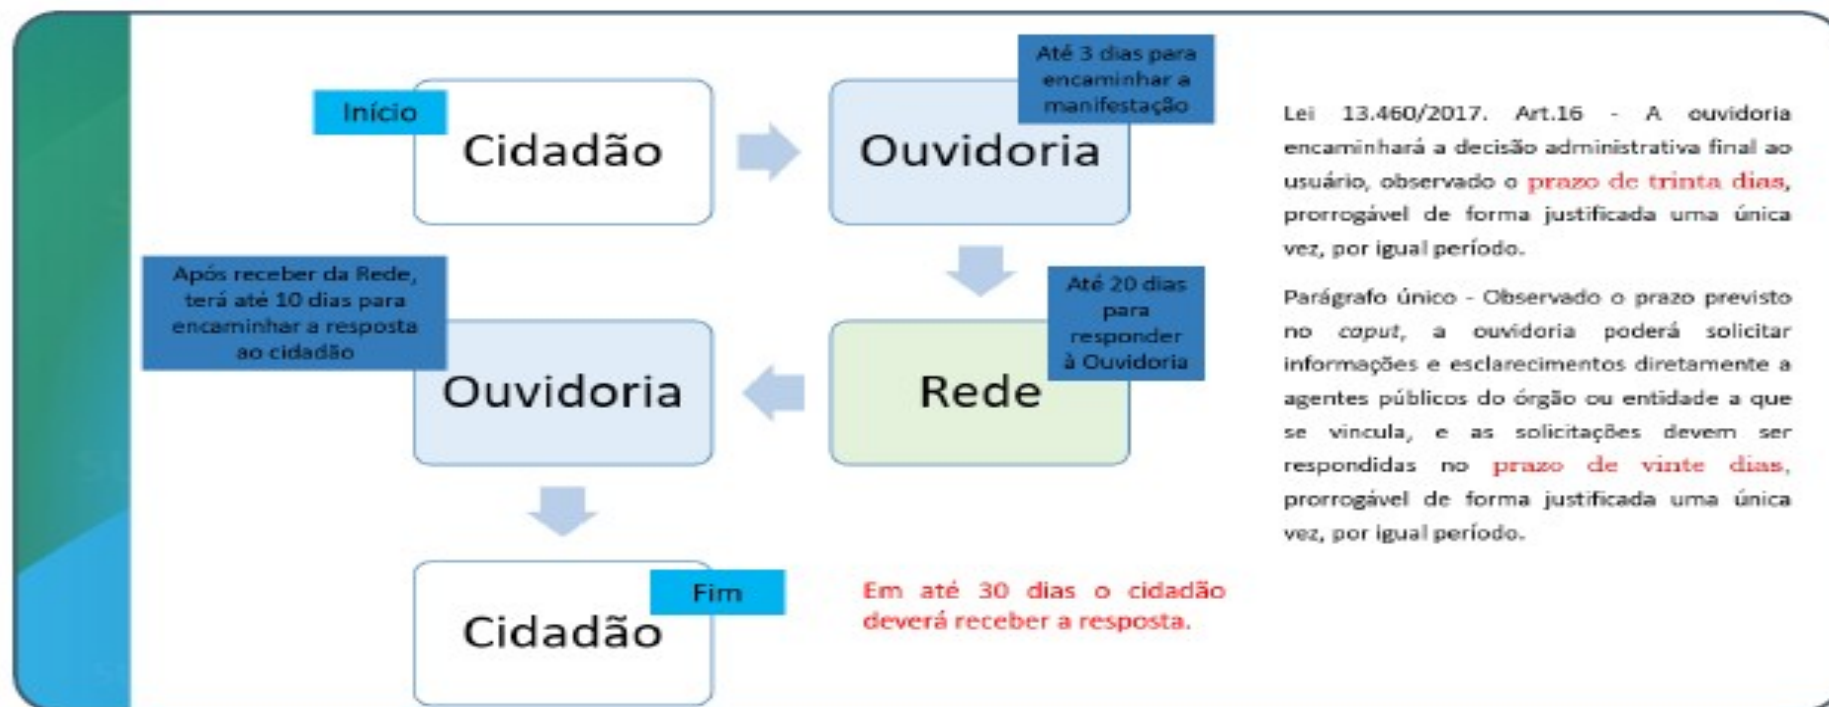 Início
Cidadão
Até 3 dias para
encaminhar a
manifestação
Ouvidoria
Até 20 dias
para
responder
à Ouvidoria
Rede
Após receber da Rede,
terá até 10 dias para
encaminhar a resposta
ao cidadão
Ouvidoria
Fim
Cidadão
Em até 30 dias o cidadão
deverá receber a resposta.
Lei 13.460/2017. Art.16 - A ouvidoria
encaminhará a decisão administrativa final ao
usuário, observado o prazo de trinta dias,
prorrogável de forma justificada uma única
vez, por igual período.
Parágrafo único - Observado o prazo previsto
no caput, a ouvidoria poderá solicitar
informações e esclarecimentos diretamente a
agentes públicos do órgão ou entidade a que
se vincula, e as solicitações devem ser
respondidas no prazo de vinte dias,
prorrogável de forma justificada uma única
vez, por igual período.